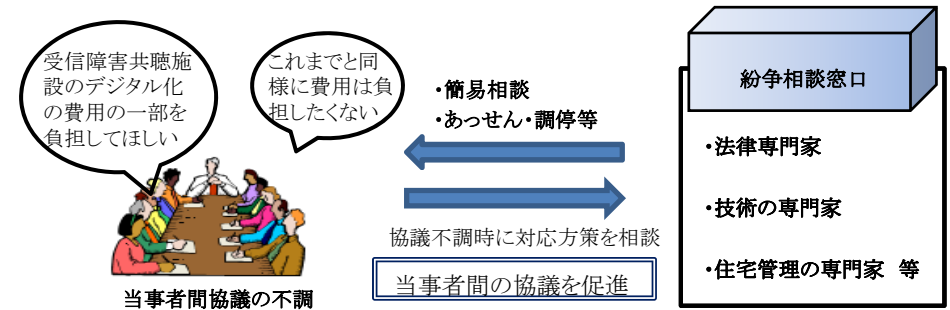 受信障害共聴施
設のデジタル化
の費用の一部を
負担してほしい
これまでと同
様に費用は負
担したくない
・簡易相談
・あっせん・調停等
協議不調時に対応方策を相談
当事者間の協議を促進
当事者間協議の不調
紛争相談窓口
・法律専門家
・技術の専門家
・住宅管理の専門家 等